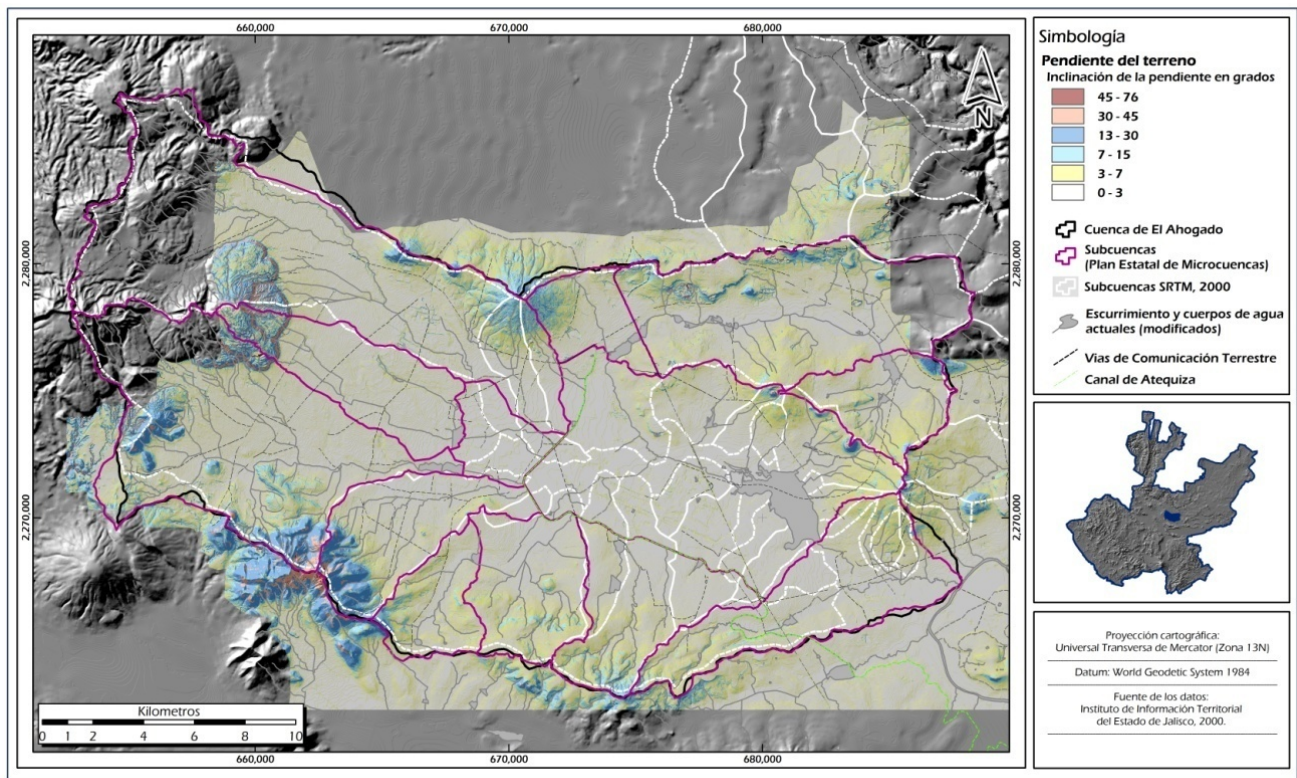 660,000
670,000
680,000
2,280,000
2,270,000
2,280,000
2,270,000
N
Kilometros
0 1 2 4 6 8 10
660,000
670,000
680,000
Simbología
Pendiente del terreno
Inclinación de la pendiente en grados
45 - 76
30 - 45
13 - 30
7 - 15
3 - 7
0 - 3
Cuenca de El Ahogado
Subcuencas
(Plan Estatal de Microcuencas)
Subcuencas SRTM, 2000
Escurrimiento y cuerpos de agua
actuales (modificados)
Vias de Comunicación Terrestre
Canal de Atequiza
Proyección cartográfica:
Universal Transversa de Mercator (Zona 13N)
Datum: World Geodetic System 1984
Fuente de los datos:
Instituto de Información Territorial
del Estado de Jalisco, 2000.